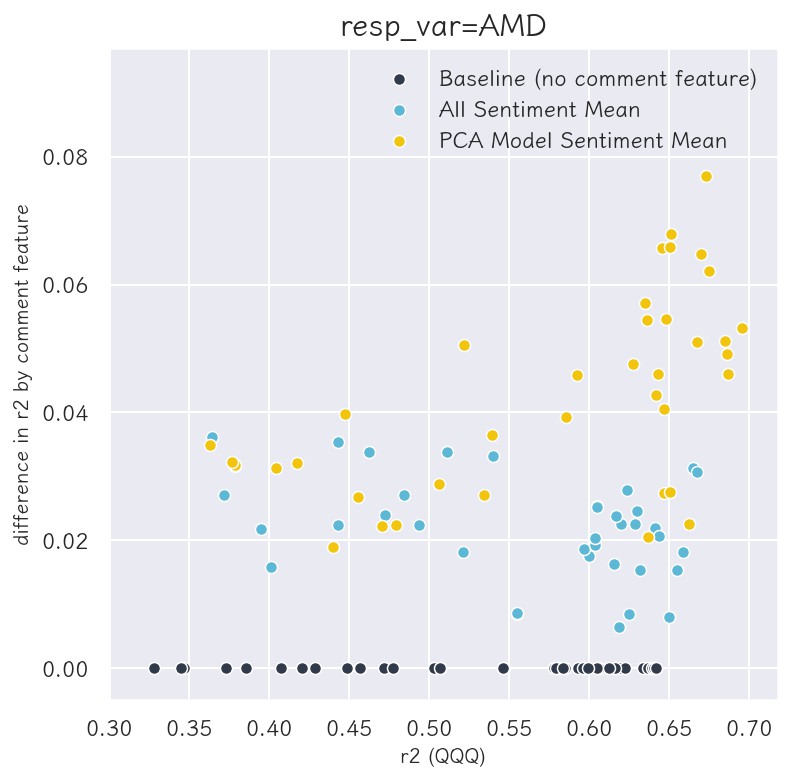 resp_var=AMD
Baseline (no comment feature)
All Sentiment Mean
PCA Model Sentiment Mean
difference in r2 by comment feature
0.08
0.06
0.04
0.02
0.00
0.30 0.35 0.40 0.45 0.50 0.55 0.60 0.65 0.70
r2 (QQQ)